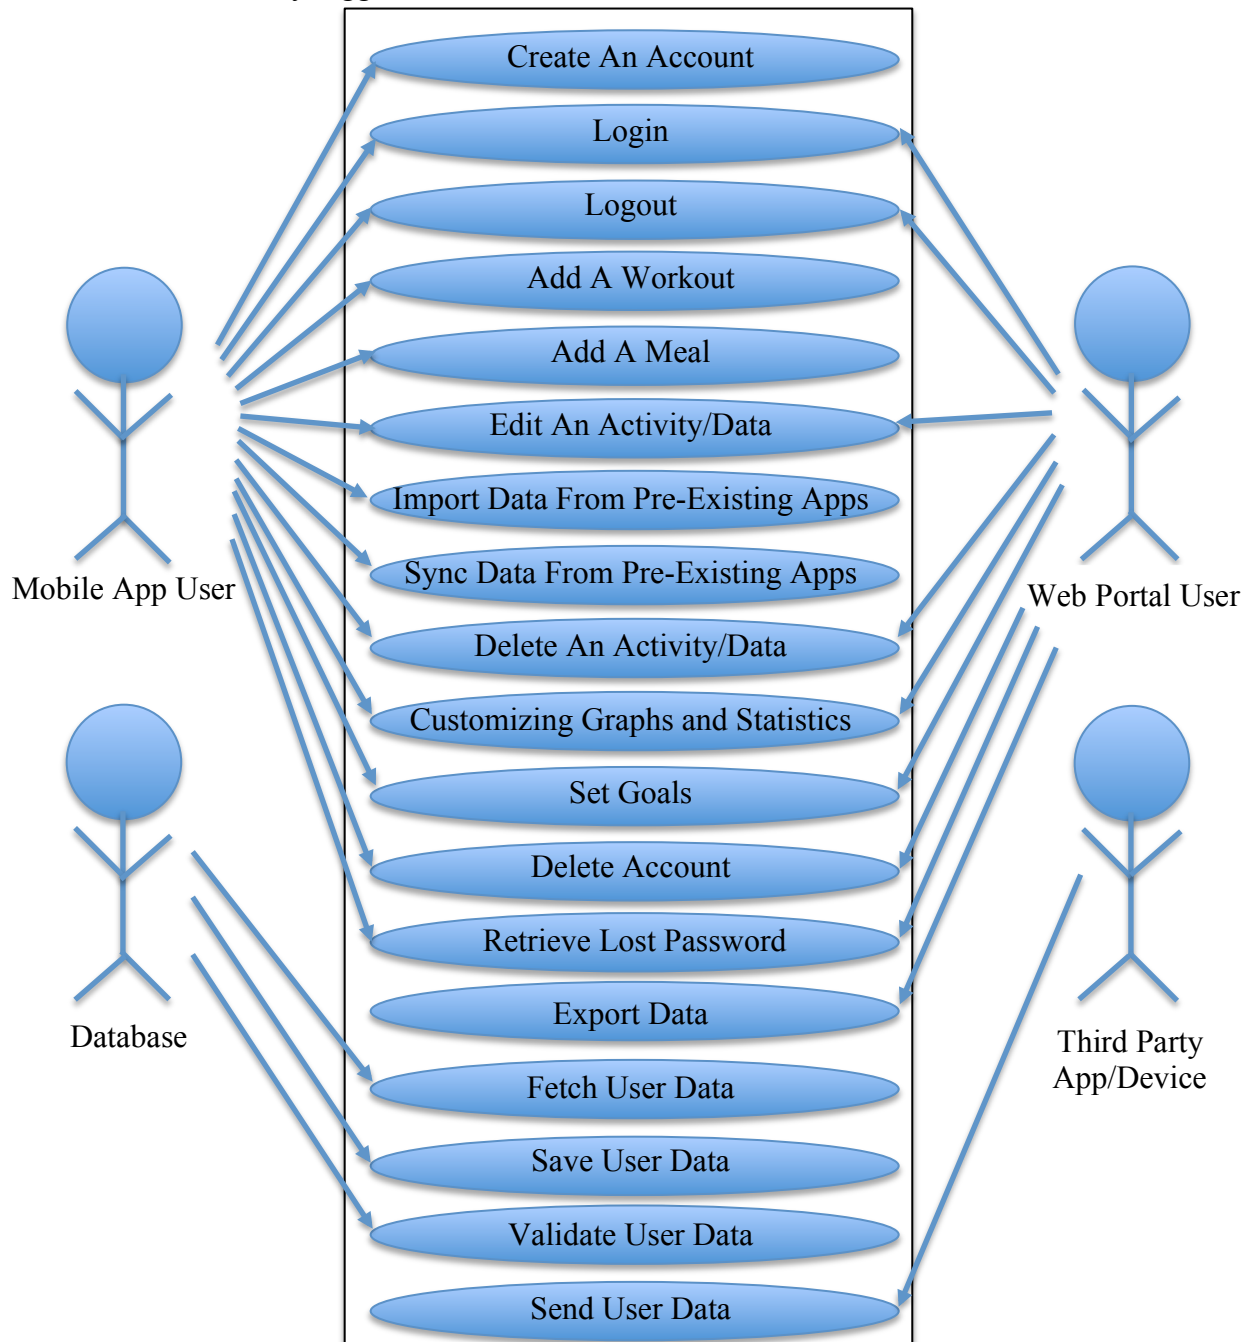 Create An Account
Login
Logout
Add A Workout
Add A Meal
Edit An Activity/Data
Import Data From Pre-Existing Apps
Sync Data From Pre-Existing Apps
Mobile App User
Web Portal User
Delete An Activity/Data
Customizing Graphs and Statistics
Set Goals
Delete Account
Retrieve Lost Password
Export Data
Database
Third Party
App/Device
Fetch User Data
Save User Data
Validate User Data
Send User Data